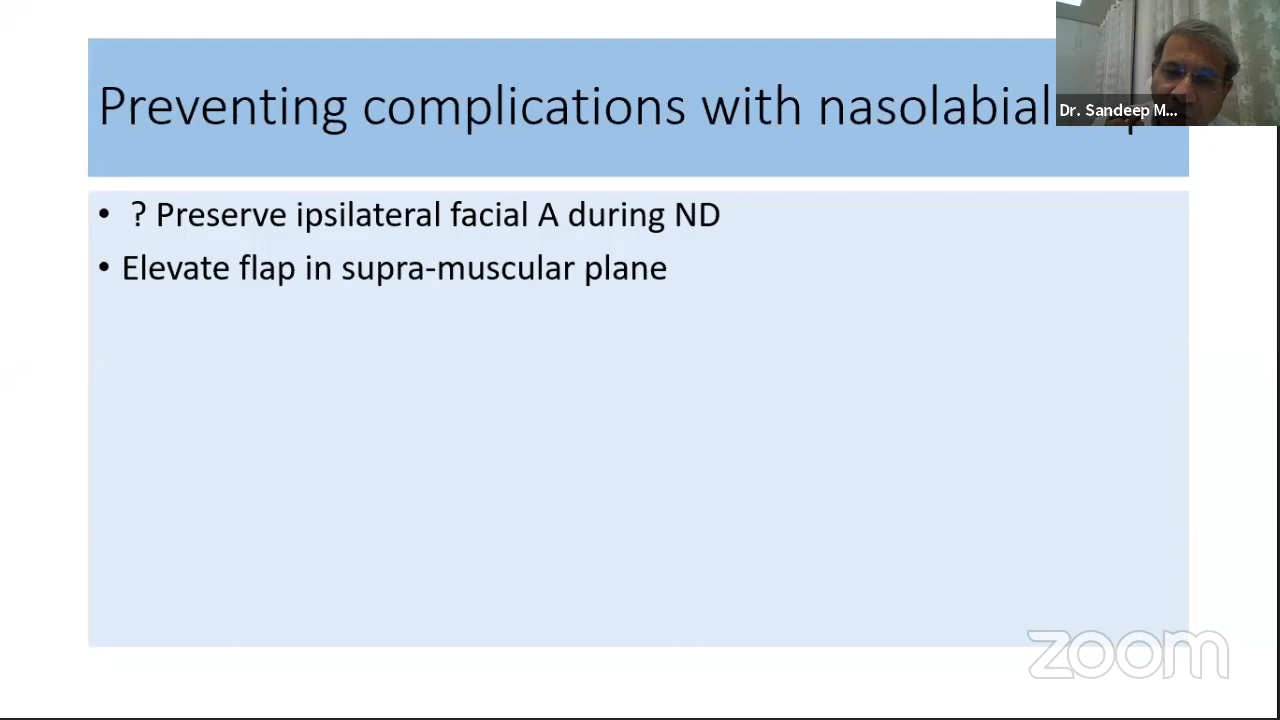 Preventing complications with nasolabial
Dr. Sandeep M...
• ? Preserve ipsilateral facial A during ND
• Elevate flap in supra-muscular plane
zoom